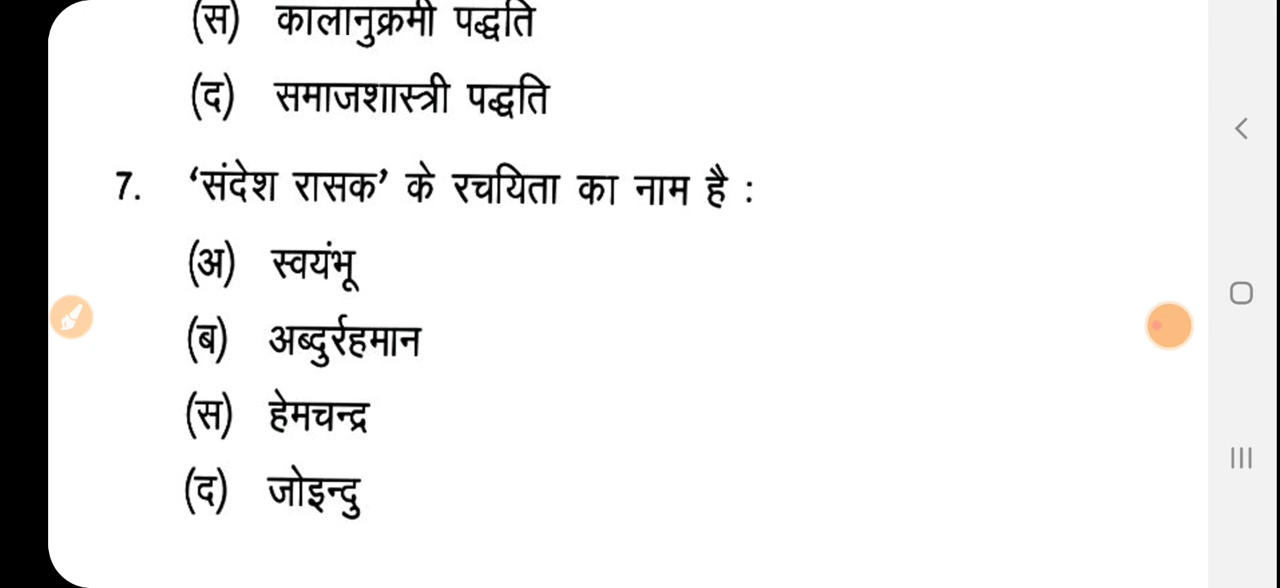 (स) कालानुक्रमी पद्धति
(द) समाजशास्त्री पद्धति
7. ‘संदेश रासक’ के रचयिता का नाम है :
(अ) स्वयंभू
(ब) अब्दुर्रहमान
(स) हेमचन्द्र
(द) जोइन्दु